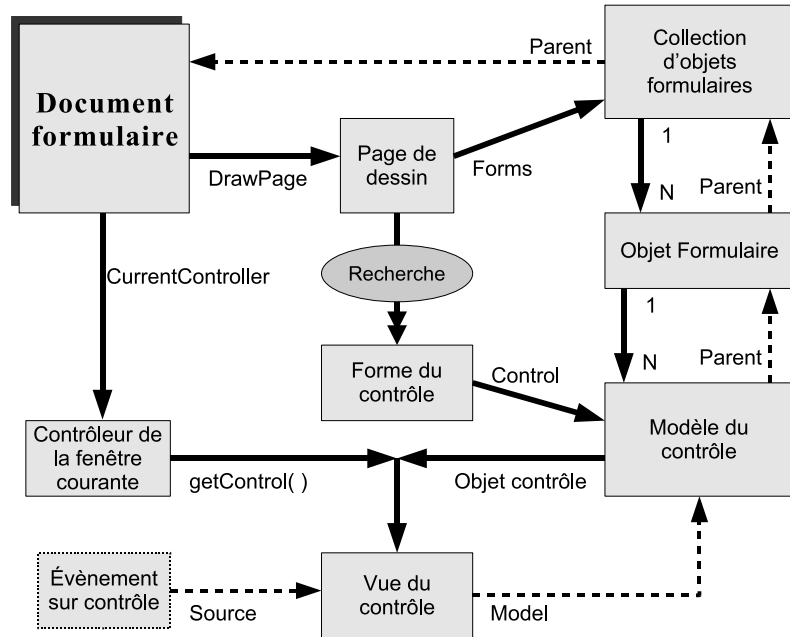 Parent
Collection
d'objets
formulaires
Document
formulaire
1
Page de
dessin
DrawPage
Forms
Parent
N
Objet Formulaire
CurrentController
Recherche
1
Parent
N
Forme du
contrôle
Control
Modèle du
contrôle
Contrôleur de
la fenêtre
courante
getControl( )
Objet contrôle
Évènement
sur contrôle
Source
Vue du
contrôle
Model